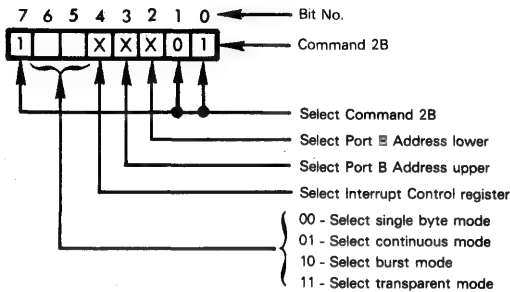 7 6 5 4 3 2 1 0 Bit No.
1 X X X 0 1 Command 2B
Select Command 2B
Select Port B Address lower
Select Port B Address upper
Select Interrupt Control register
00 - Select single byte mode
01 - Select continuous mode
10 - Select burst mode
11 - Select transparent mode